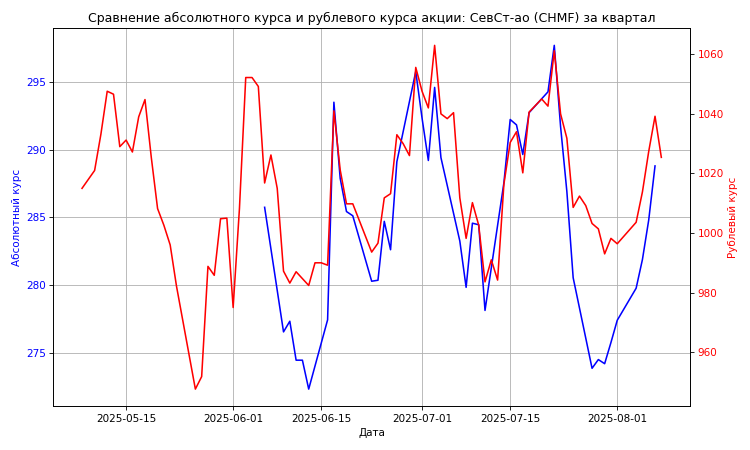 Сравнение абсолютного курса и рублевого курса акции: СевСт-ао (CHMF) за квартал
295
290
285
280
275
Абсолютный курс
1060
1040
1020
1000
980
960
Рублевый курс
2025-05-15 2025-06-01 2025-06-15 2025-07-01 2025-07-15 2025-08-01
Дата